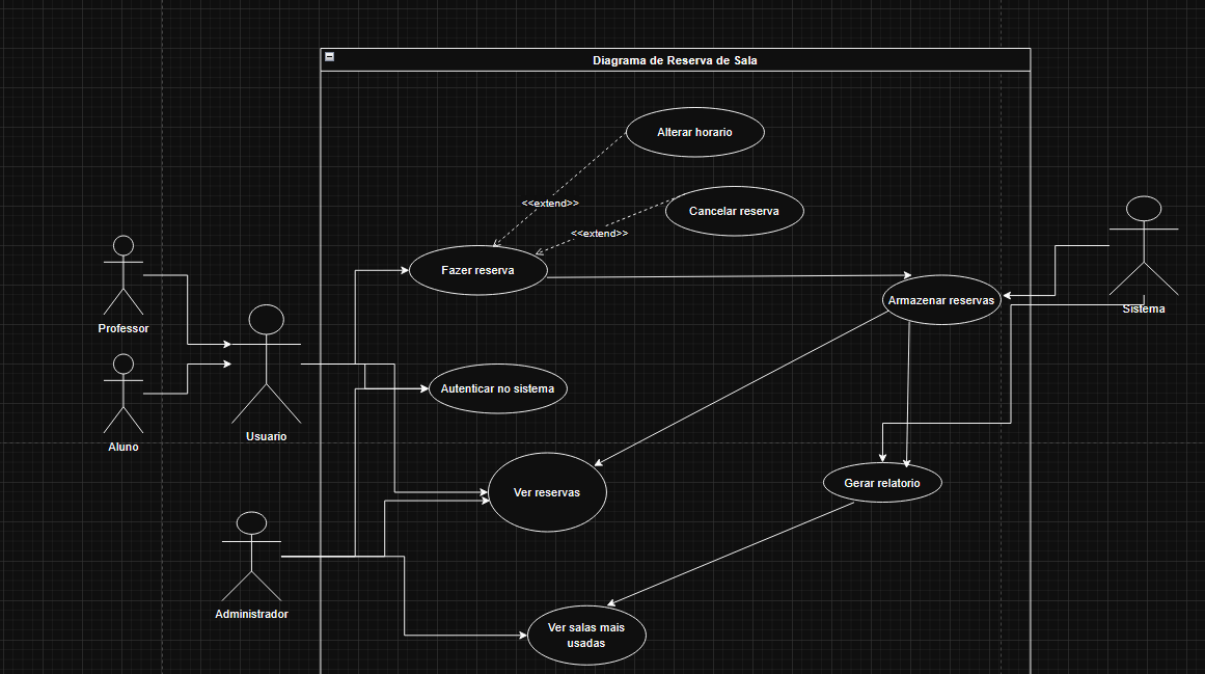 Diagrama de Reserva de Sala
Alterar horario
<<extend>>
Cancelar reserva
<<extend>>
Fazer reserva
Armazenar reservas
Sistema
Professor
Usuario
Aluno
Autenticar no sistema
Ver reservas
Gerar relatorio
Administrador
Ver salas mais
usadas